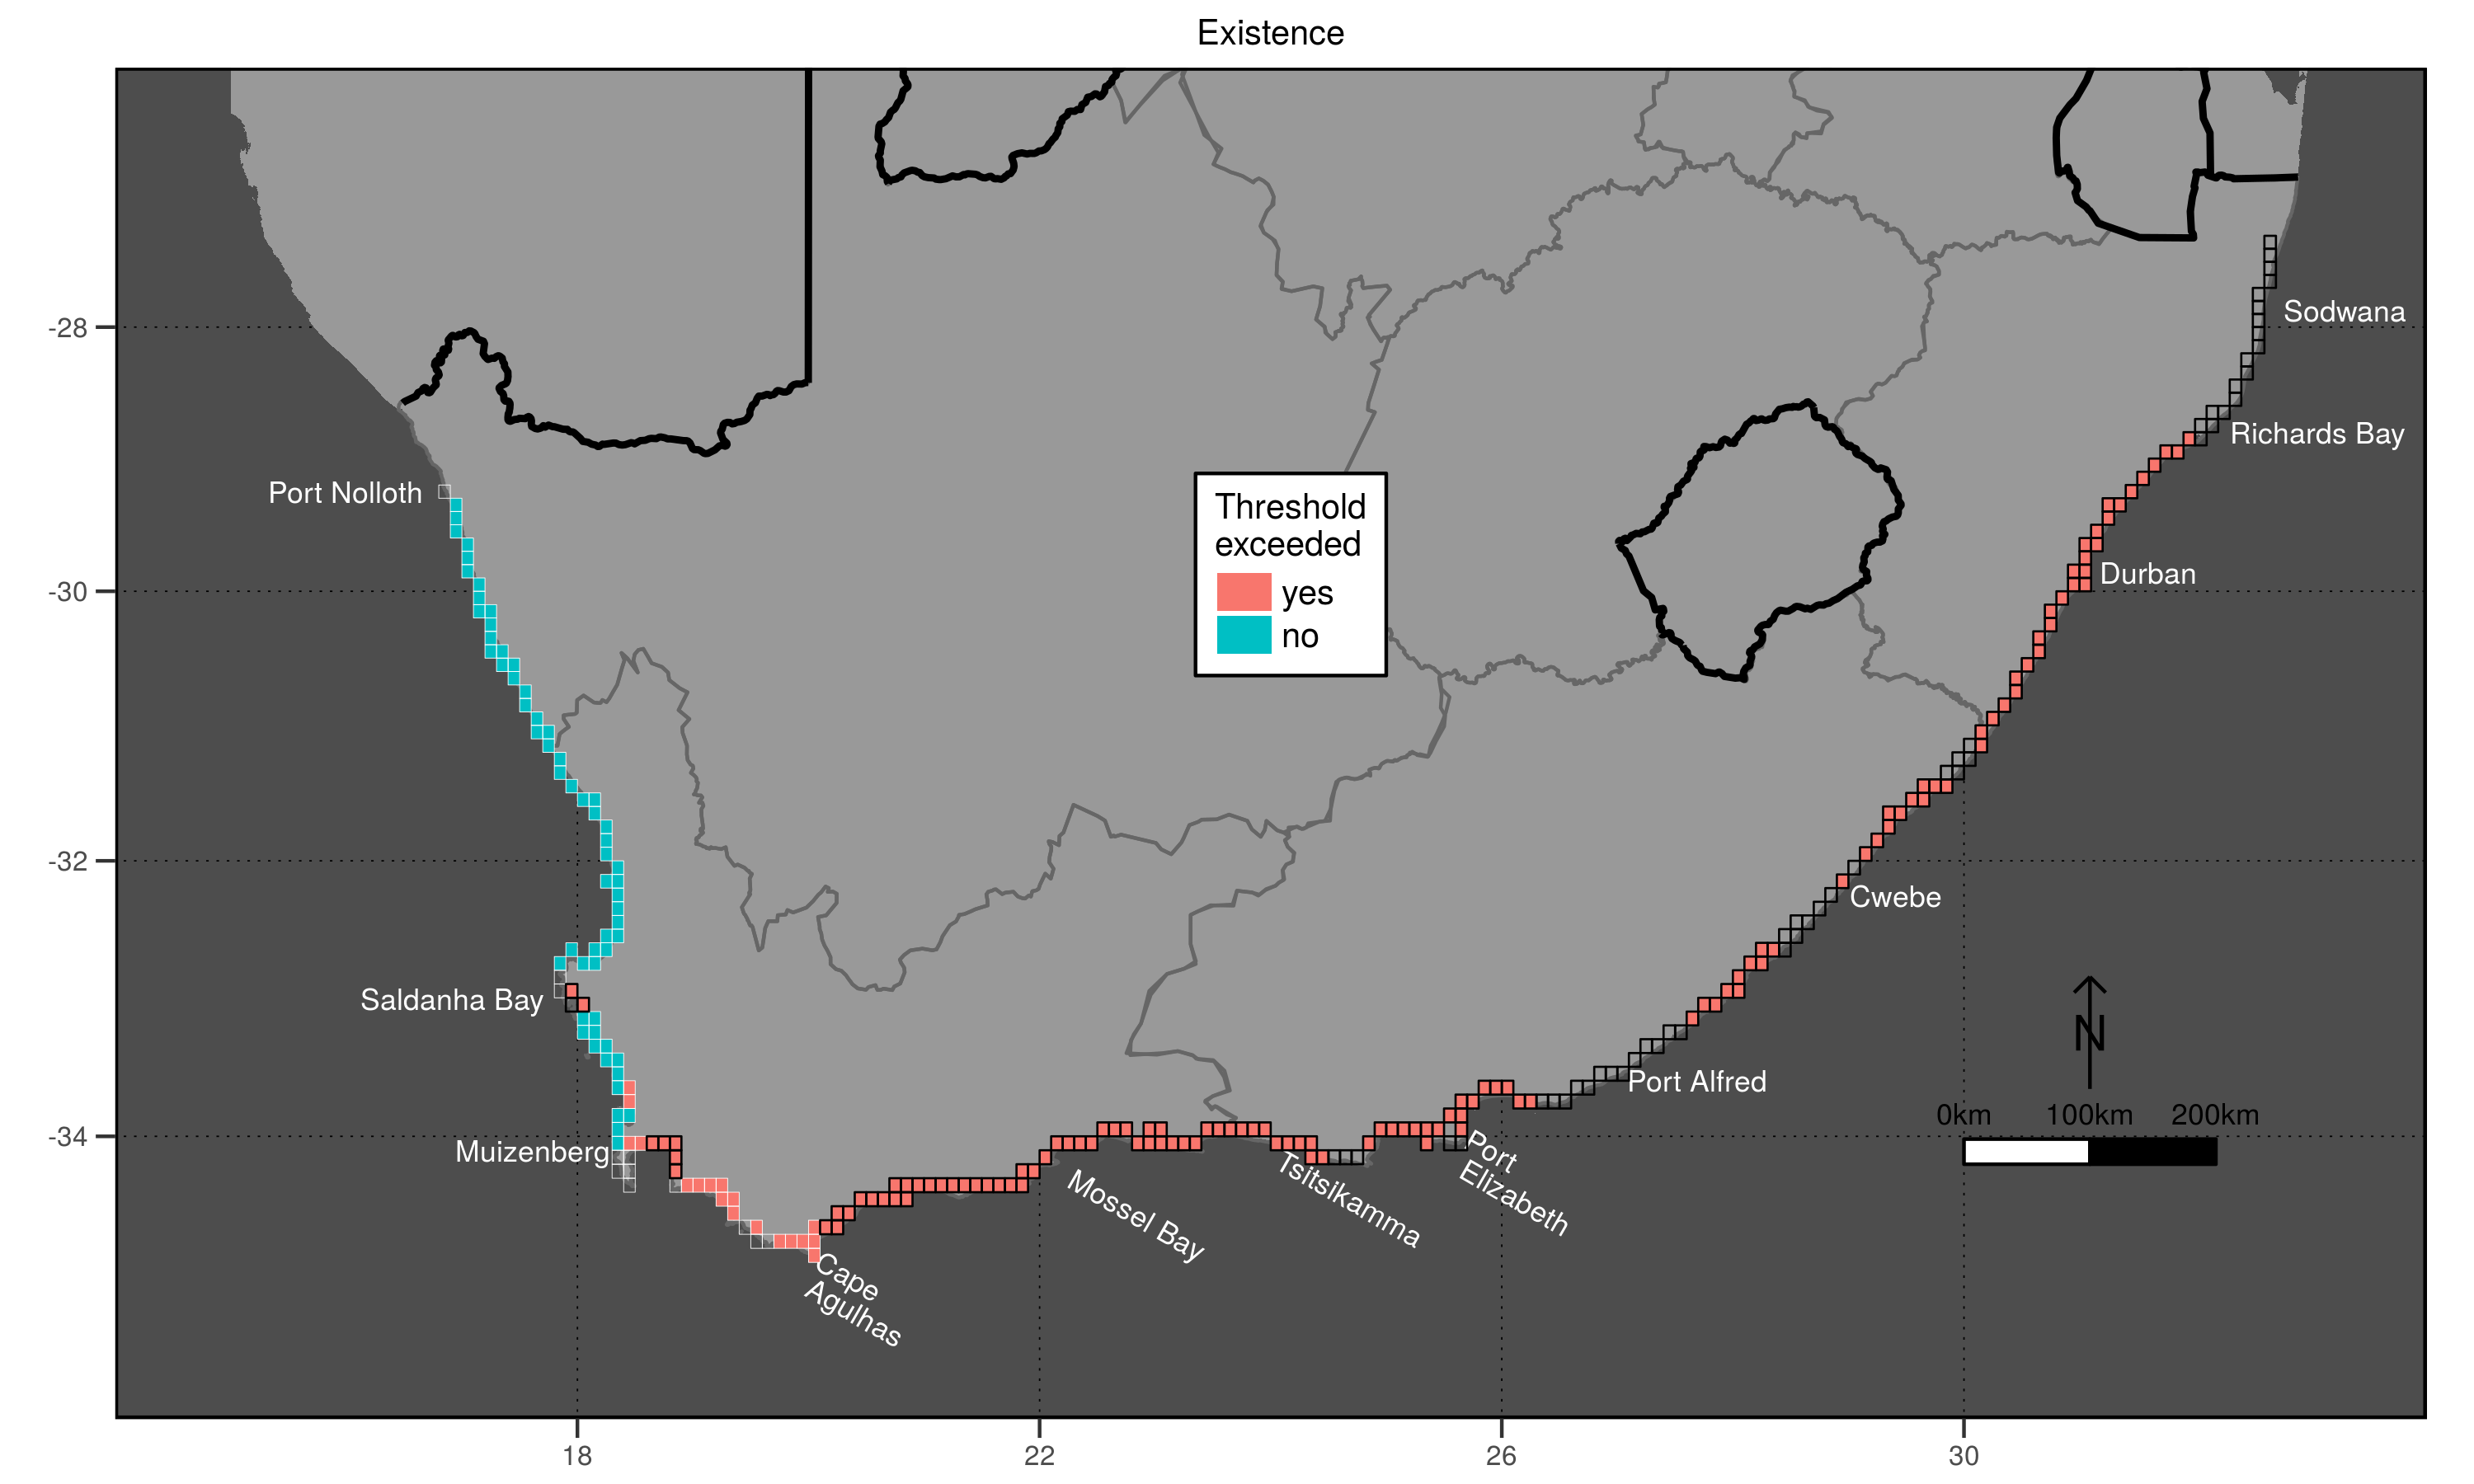 Existence
-28
-30
-32
-34
18
22
26
30
Sodwana
Richards Bay
Port Nolloth
Threshold
exceeded
yes
no
Durban
Cwebe
Saldanha Bay
N
Port Alfred
0km 100km 200km
Muizenberg
Port
Elizabeth
Tsitsikamma
Mossel Bay
Cape
Agulhas